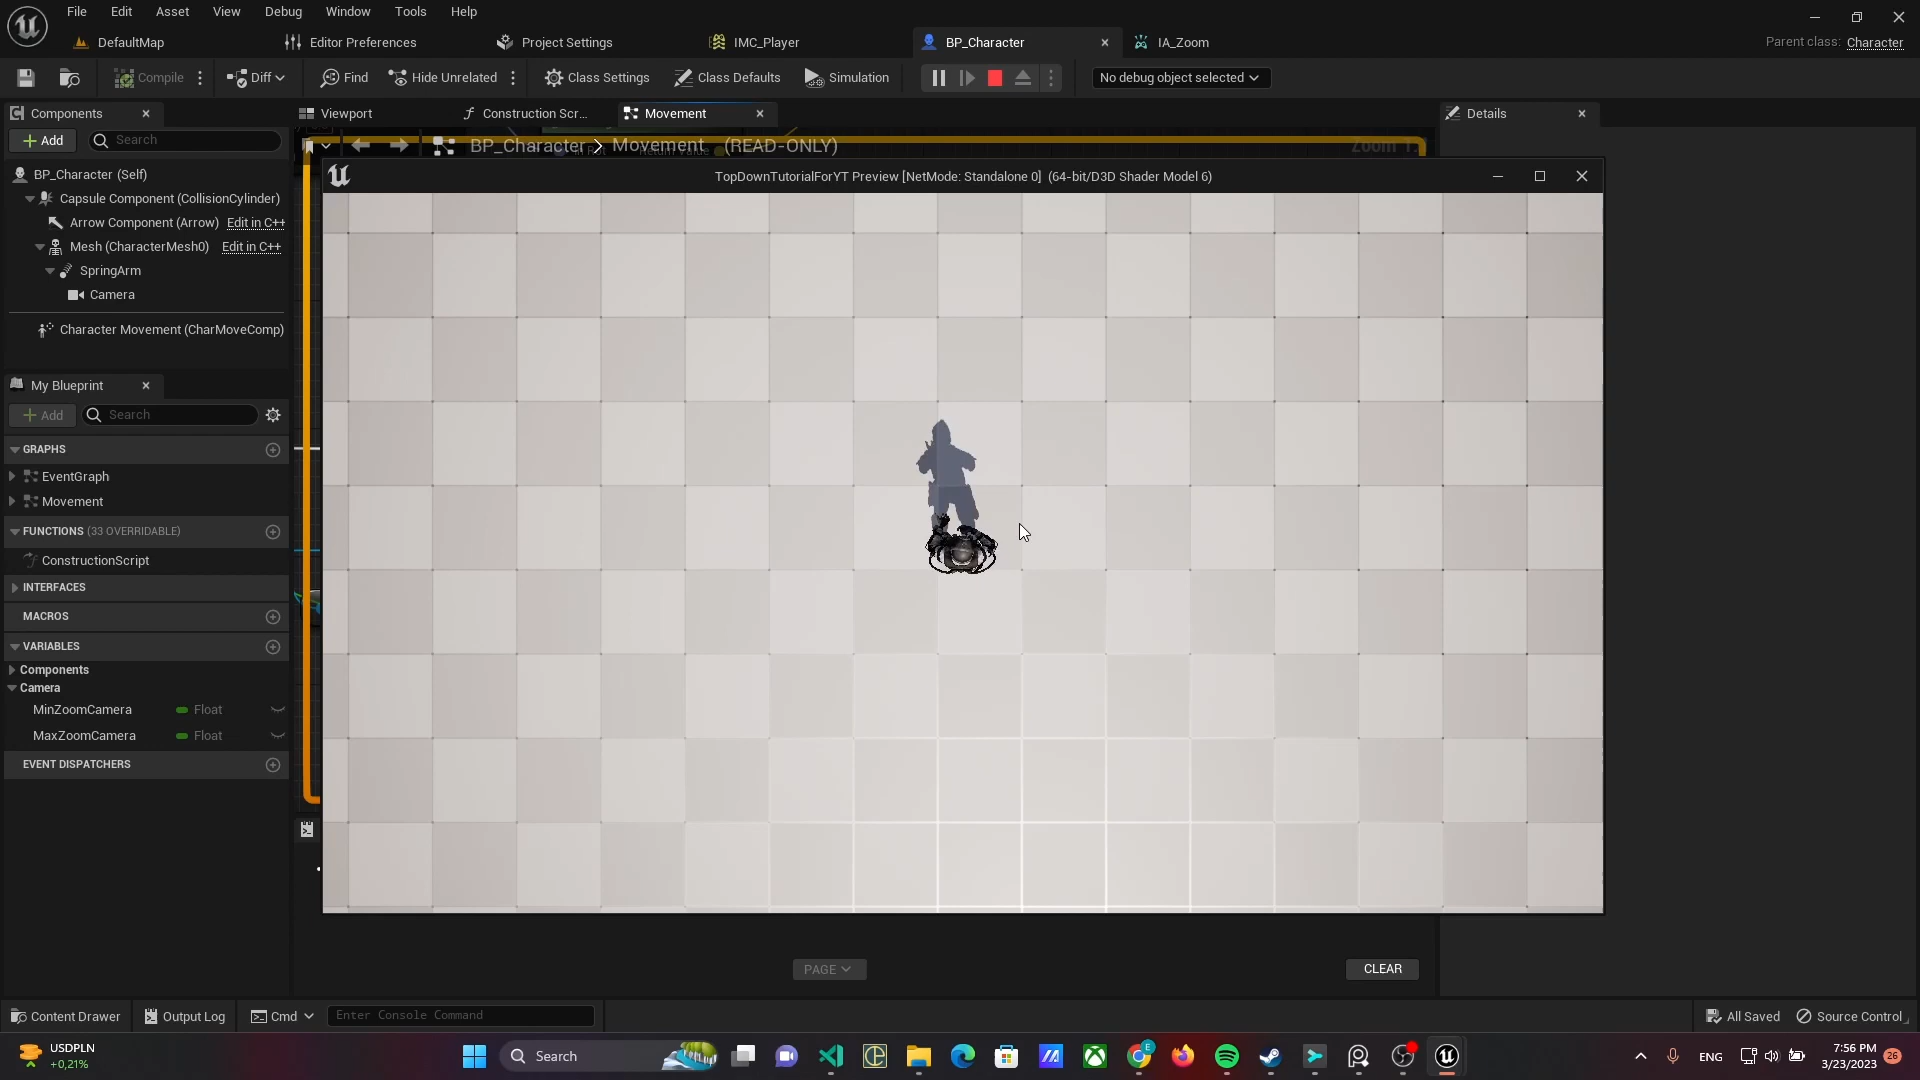 File Edit Asset View Debug Window Tools Help
DefaultMap Editor Preferences Project Settings IMC_Player BP_Character IA_Zoom Parent class: Character
Compile Diff Find Hide Unrelated Class Settings Class Defaults Simulation No debug object selected
Components Viewport Construction Scr... Movement Details
Add Search BP_Character Movement (READ-ONLY)
BP_Character (Self)
TopDownTutorialForYT Preview [NetMode: Standalone 0] (64-bit/D3D Shader Model 6)
Capsule Component (CollisionCylinder)
Arrow Component (Arrow) Edit in C++
Mesh (CharacterMesh0) Edit in C++
SpringArm
Camera
Character Movement (CharMoveComp)
My Blueprint
Add Search
GRAPHS
EventGraph
Movement
FUNCTIONS (33 OVERRIDABLE)
ConstructionScript
INTERFACES
MACROS
VARIABLES
Components
Camera
MinZoomCamera Float
MaxZoomCamera Float
EVENT DISPATCHERS
PAGE CLEAR
Content Drawer Output Log Cmd Enter Console Command All Saved Source Control
USDPLN
+0,21%
Search
ENG
7:56 PM
3/23/2023
26